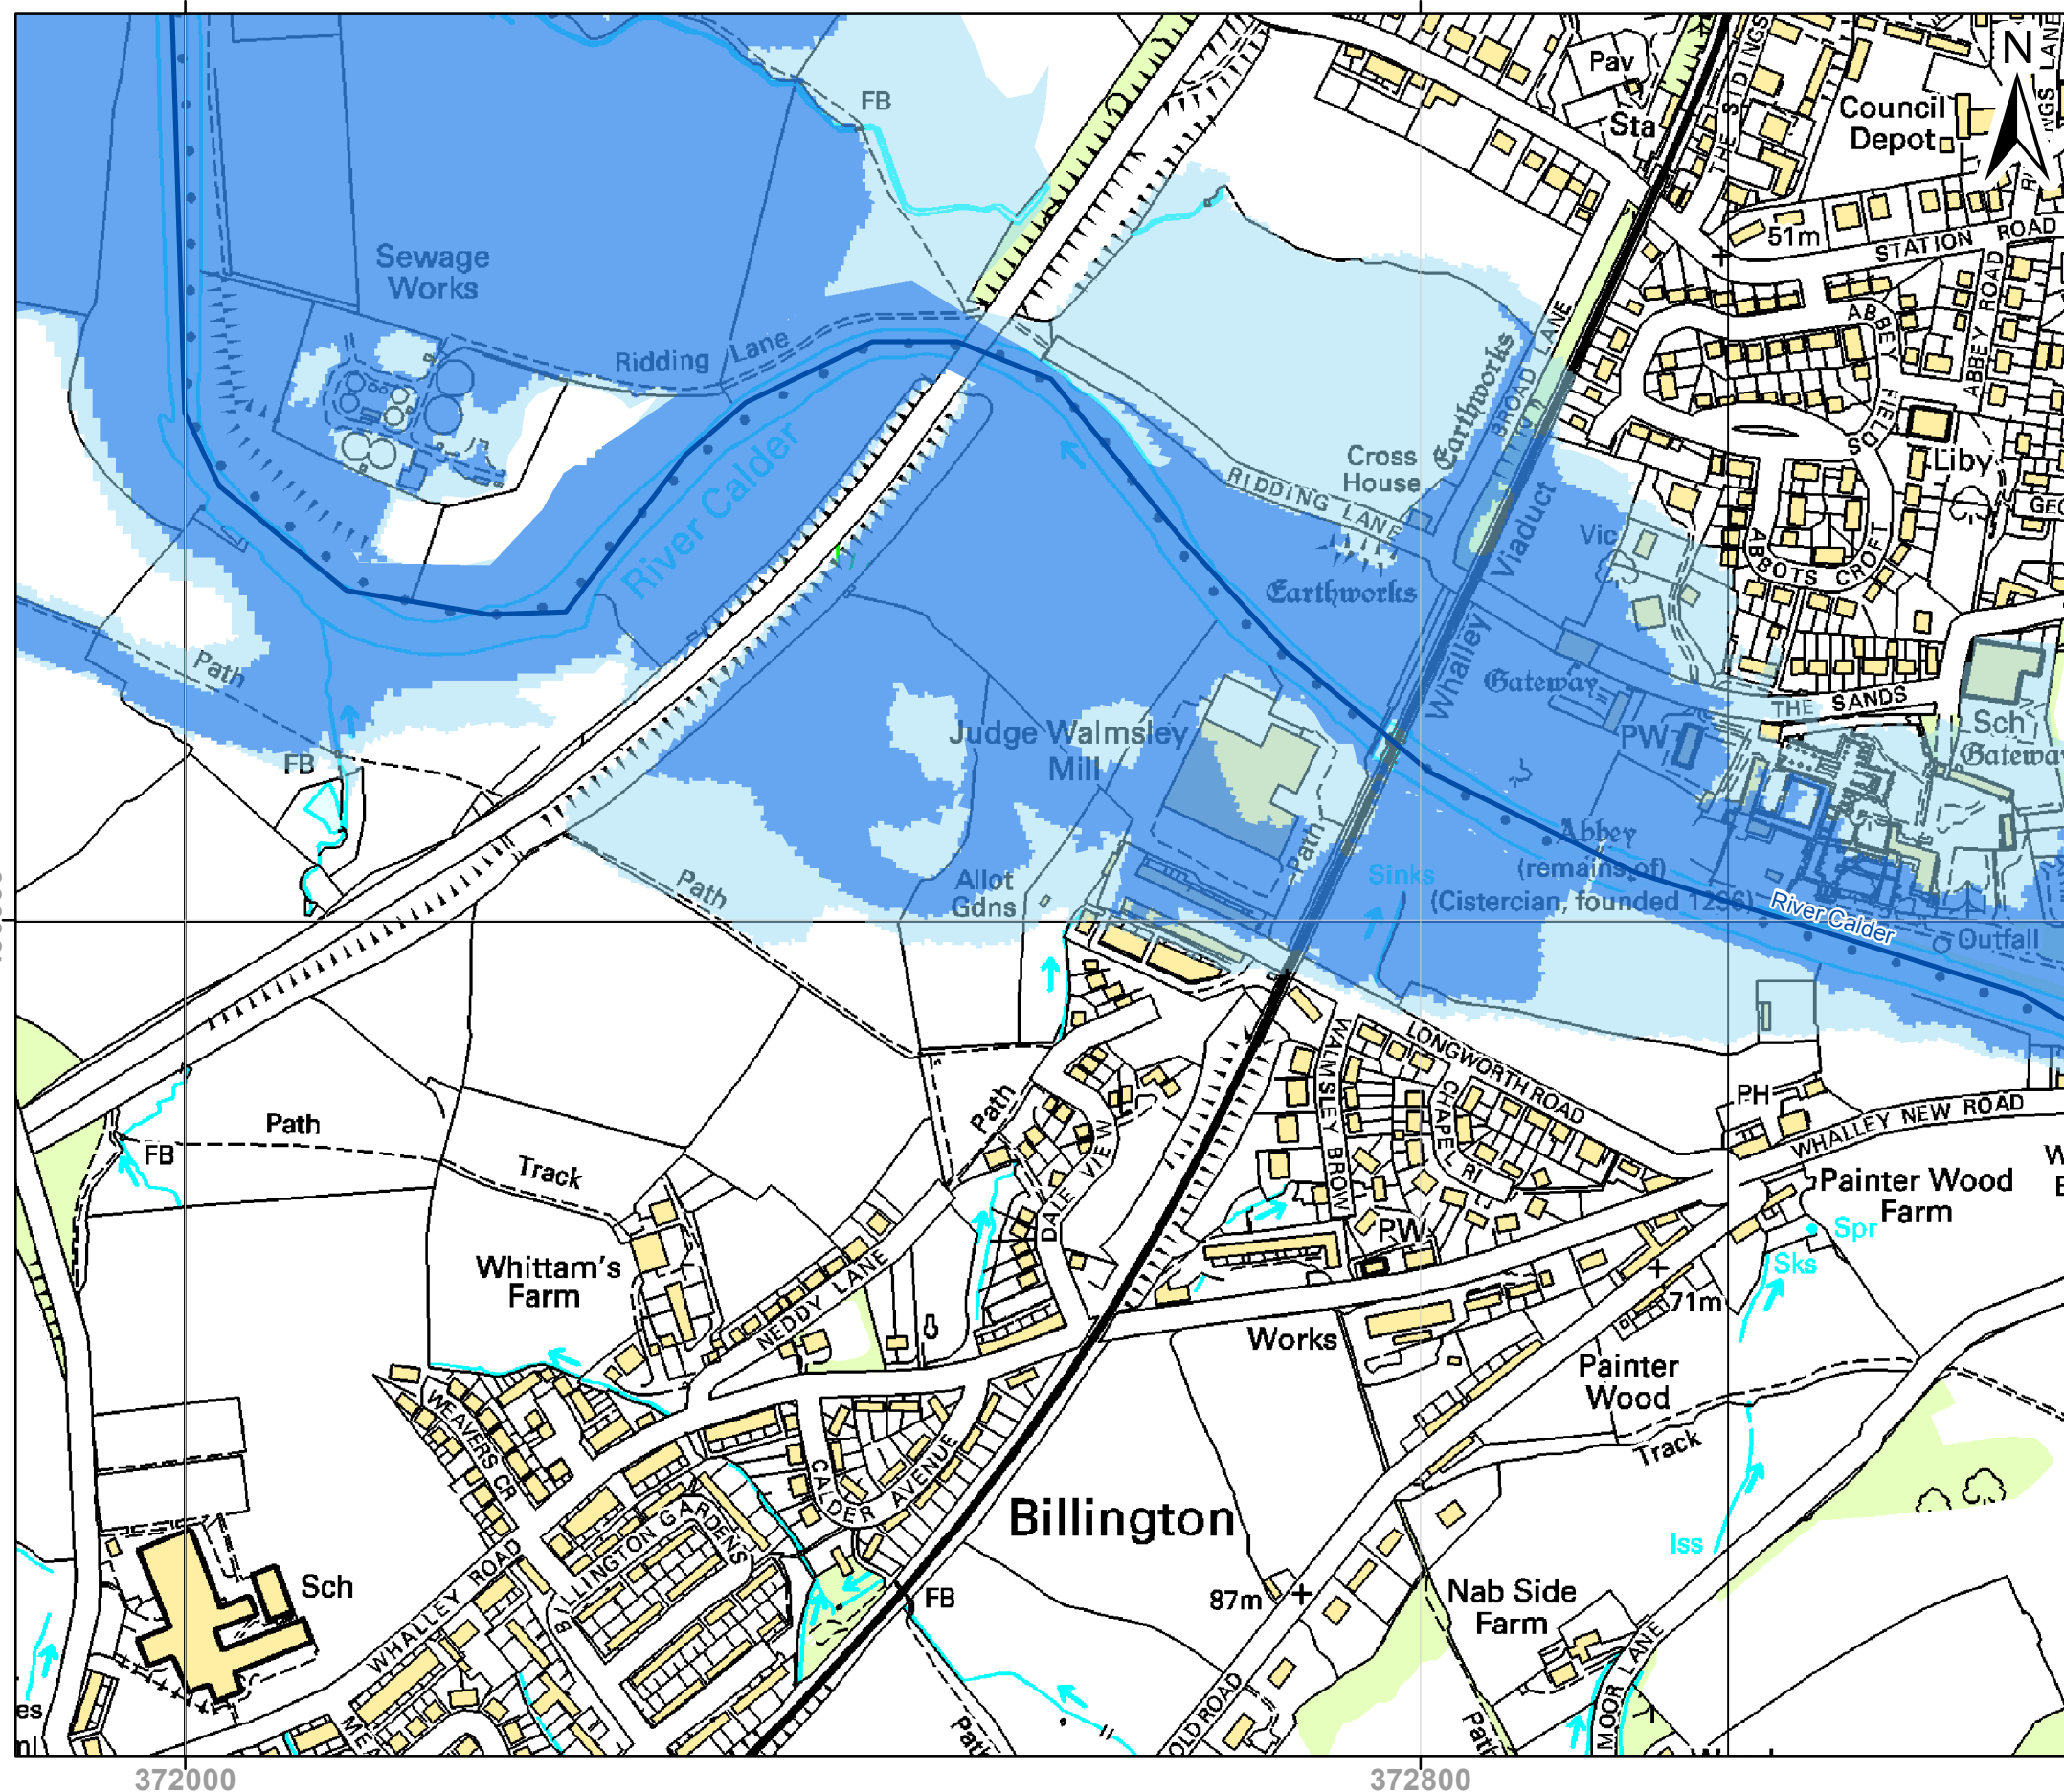 N
Pav
Sta
THE SIDINGS
Council
Depot
FB
51m
STATION ROAD
Sewage
Works
ABBEY ROAD
ABBEY
FIELDS
Ridding Lane
BROAD LANE
Earthworks
Cross
House
RIDDING LANE
Liby
River Calder
Viaduct
Vic
ABBOTS CROFT
Earthworks
Whalley
Gateway
Path
THE SANDS
Sch
PW
Gateway
Judge Walmsley
Mill
FB
Path
Abbey
(remains of)
(Cistercian, founded 1296)
Sinks
Allot
Gdns
Path
River Calder
Outfall
WALMSLEY BROW
LONGWORTH ROAD
CHAPEL RI
PH
WHALLEY NEW ROAD
Path
Path
FB
Track
DALE VIEW
Painter Wood
Farm
Spr
Sks
PW
Whittam's
Farm
NEDDY LANE
71m
Works
Painter
Wood
Track
WEAVERS CR
CALDER AVENUE
BILLINGTON GARDENS
Billington
Iss
Sch
WHALLEY ROAD
FB
87m
Nab Side
Farm
MOOR LANE
OLD ROAD
Path
Path
372000
372800